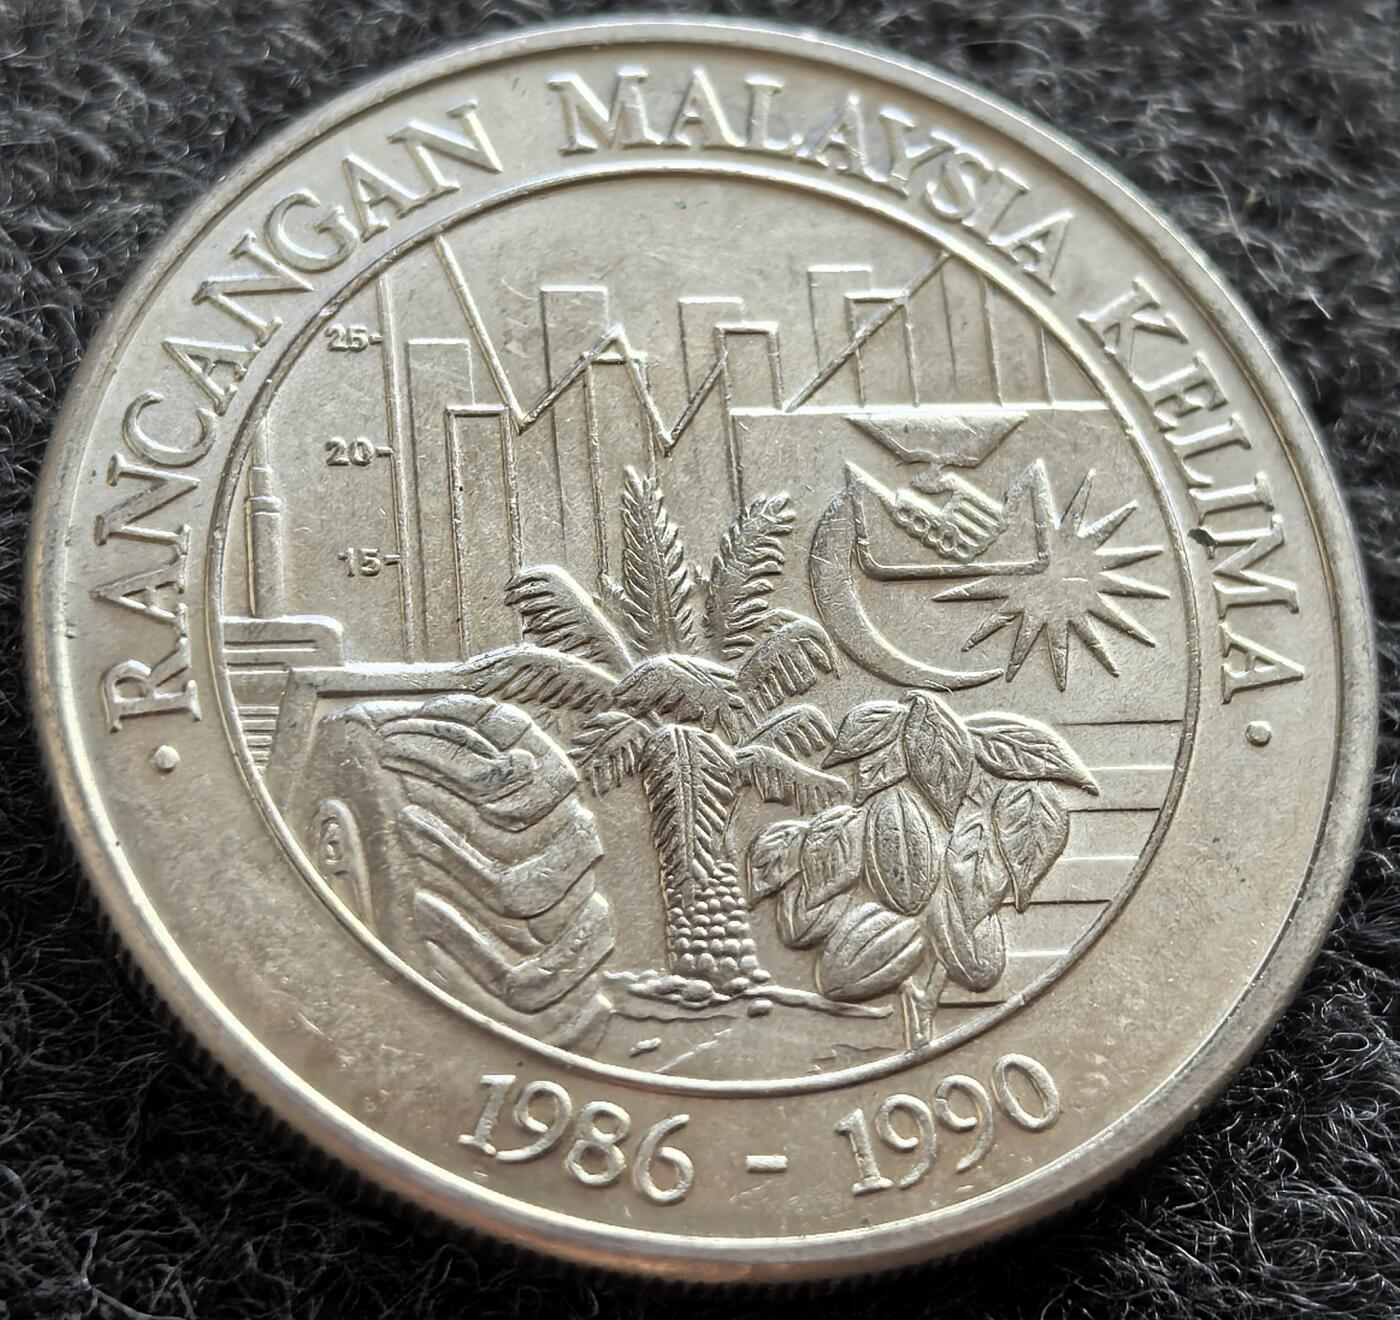 · RANCANGAN MALAYSIA KELIMA ·
25-
20-
15-
1986 - 1990